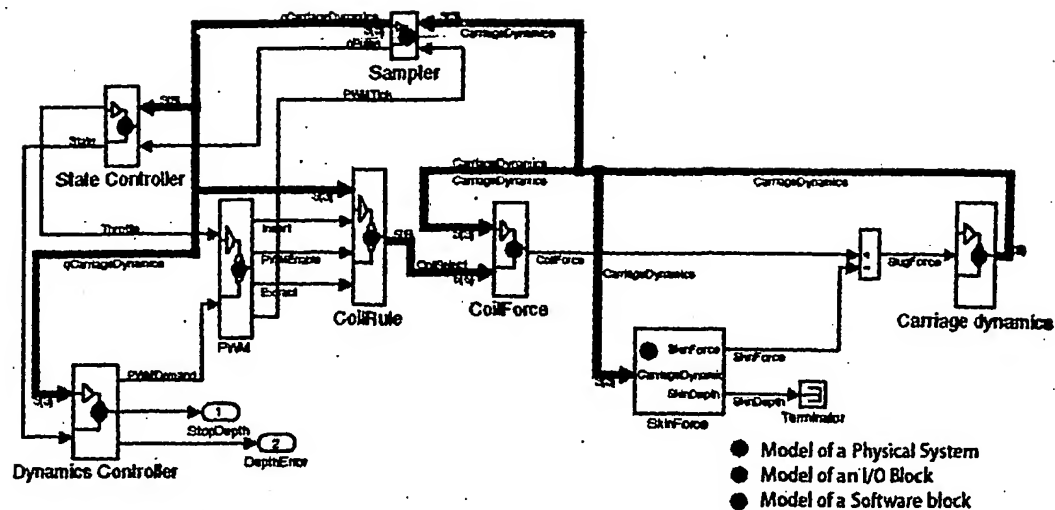 qCarriageDynamics
CarriageDynamics
Sampler
PWMTick
State
State Controller
CarriageDynamics
CarriageDynamics
CarriageDynamics
Throttle
qCarriageDynamics
Insert
PWMEnable
Extract
PWM
CoilRule
CoilSelect
CoilForce
CoilForce
CarriageDynamics
SlugForce
Carriage dynamics
PWMDemand
1
StopDepth
2
DepthError
Dynamics Controller
SkinForce
SkinForce
CarriageDynamic
SkinDepth
SkinDepth
SkinForce
Terminator
Model of a Physical System
Model of an I/O Block
Model of a Software block